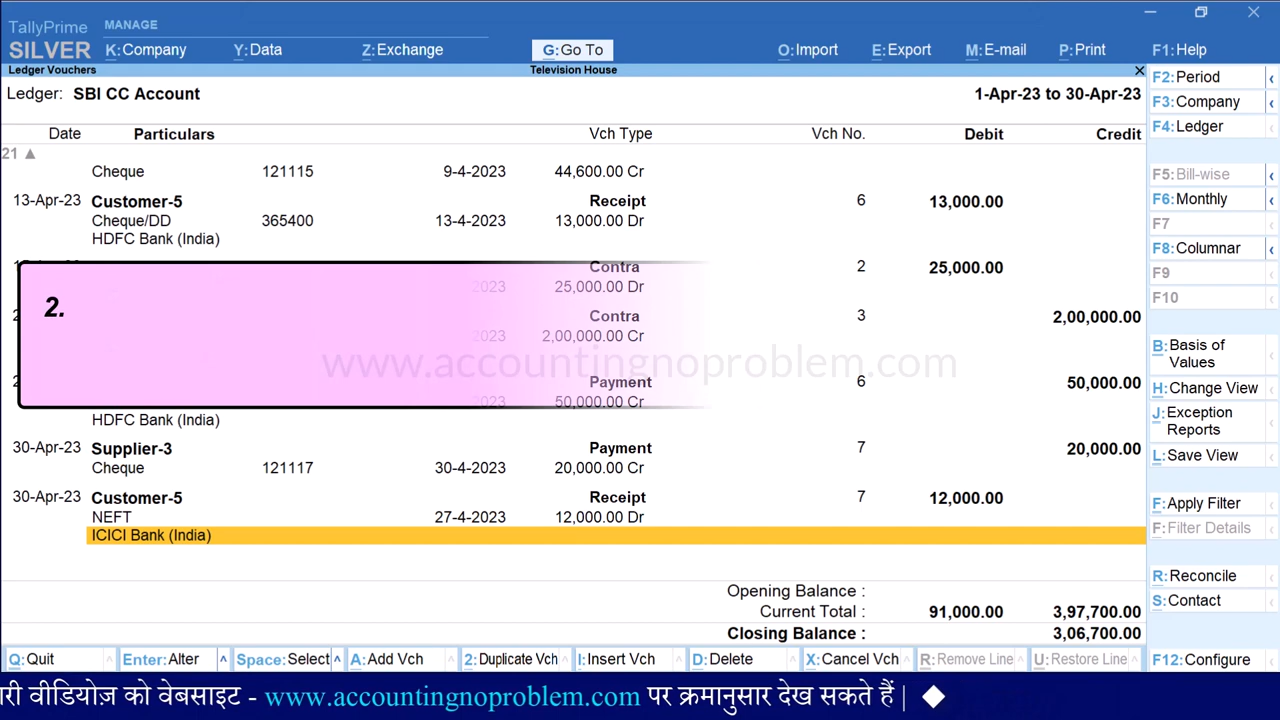 TallyPrime MANAGE
SILVER K:Company Y:Data Z:Exchange G:Go To O:Import E:Export M:E-mail P:Print F1:Help
Ledger Vouchers Television House
Ledger: SBI CC Account 1-Apr-23 to 30-Apr-23
Date Particulars Vch Type Vch No. Debit Credit
21 ▲
Cheque 121115 9-4-2023 44,600.00 Cr
13-Apr-23 Customer-5 Receipt 6 13,000.00
Cheque/DD 365400 13-4-2023 13,000.00 Dr
HDFC Bank (India)
Contra 2 25,000.00
2023 25,000.00 Dr
2.
Contra 3 2,00,000.00
2023 2,00,000.00 Cr
www.accountingnoproblem.com
Payment 6 50,000.00
2023 50,000.00 Cr
HDFC Bank (India)
30-Apr-23 Supplier-3 Payment 7 20,000.00
Cheque 121117 30-4-2023 20,000.00 Cr
30-Apr-23 Customer-5 Receipt 7 12,000.00
NEFT 27-4-2023 12,000.00 Dr
ICICI Bank (India)
Opening Balance :
Current Total : 91,000.00 3,97,700.00
Closing Balance : 3,06,700.00
F2:Period
F3:Company
F4:Ledger
F5:Bill-wise
F6:Monthly
F7
F8:Columnar
F9
F10
B:Basis of
Values
H:Change View
J:Exception
Reports
L:Save View
F:Apply Filter
F:Filter Details
R:Reconcile
S:Contact
Q:Quit Enter:Alter Space:Select A:Add Vch 2:Duplicate Vch I:Insert Vch D:Delete X:Cancel Vch R:Remove Line U:Restore Line F12:Configure
ारी वीडियोज़ को वेबसाइट - www.accountingnoproblem.com पर क्रमानुसार देख सकते हैं | ◆